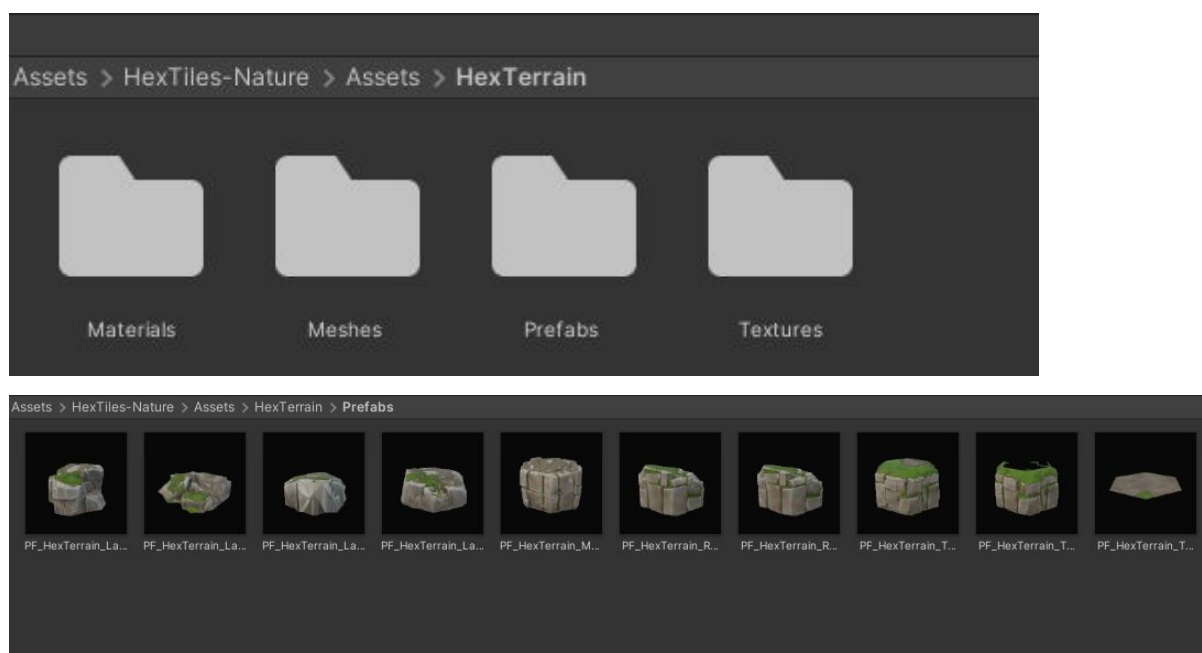 Assets > HexTiles-Nature > Assets > HexTerrain
Materials Meshes Prefabs Textures
Assets > HexTiles-Nature > Assets > HexTerrain > Prefabs
PF_HexTerrain_La... PF_HexTerrain_La... PF_HexTerrain_La... PF_HexTerrain_La... PF_HexTerrain_M... PF_HexTerrain_R... PF_HexTerrain_R... PF_HexTerrain_T... PF_HexTerrain_T... PF_HexTerrain_T...